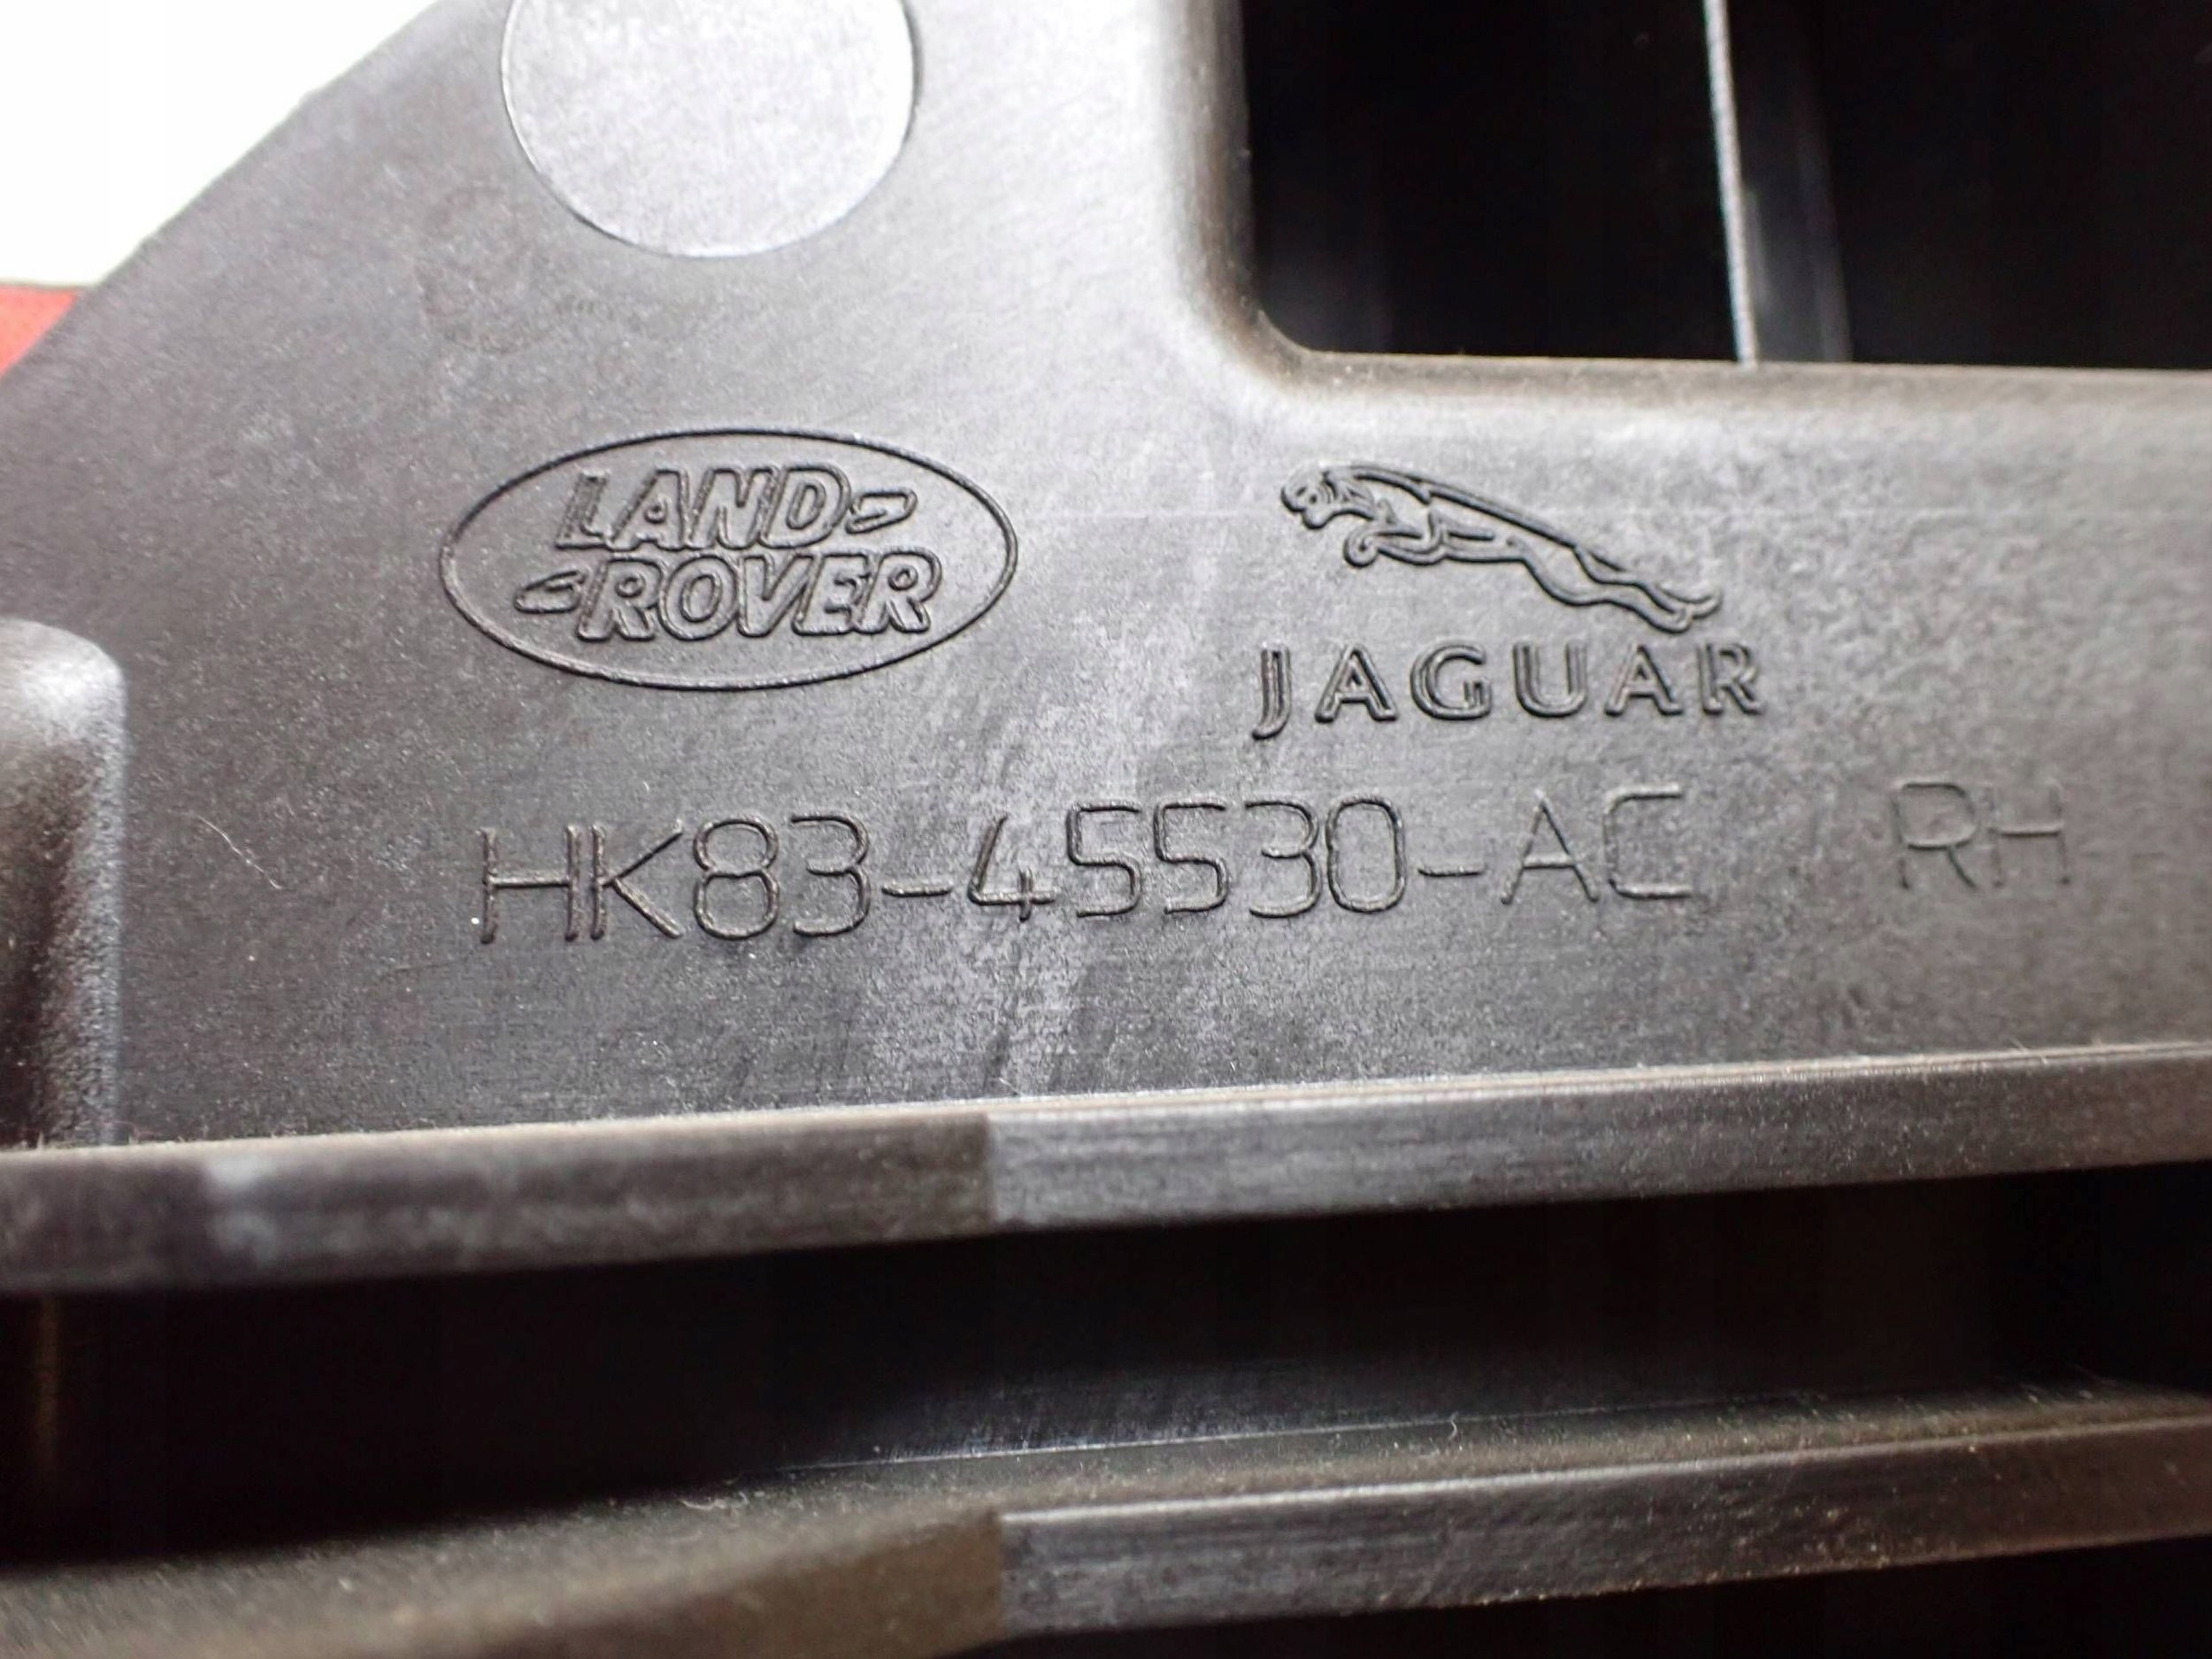 LAND
ROVER
JAGUAR
HK83-45530-AC RH